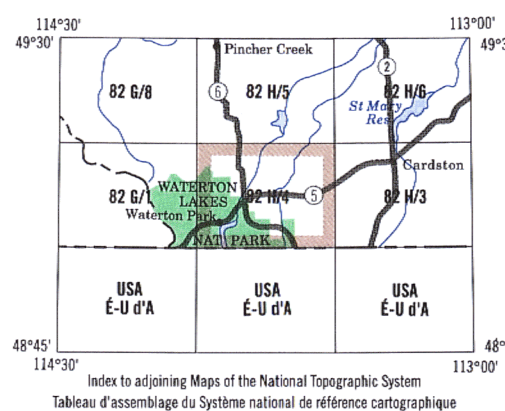 114°30' 113°00'
49°30' 49°3
Pincher Creek
2
6
82 G/8 82 H/5 82 H/6
St Mary
Res
Cardston
WATERTON
82 G/1 LAKES 82 H/4 5 82 H/3
Waterton Park
NAT. PARK
USA USA USA
É-U d'A É-U d'A É-U d'A
48°45' 48°
114°30' 113°00'
Index to adjoining Maps of the National Topographic System
Tableau d'assemblage du Système national de référence cartographique